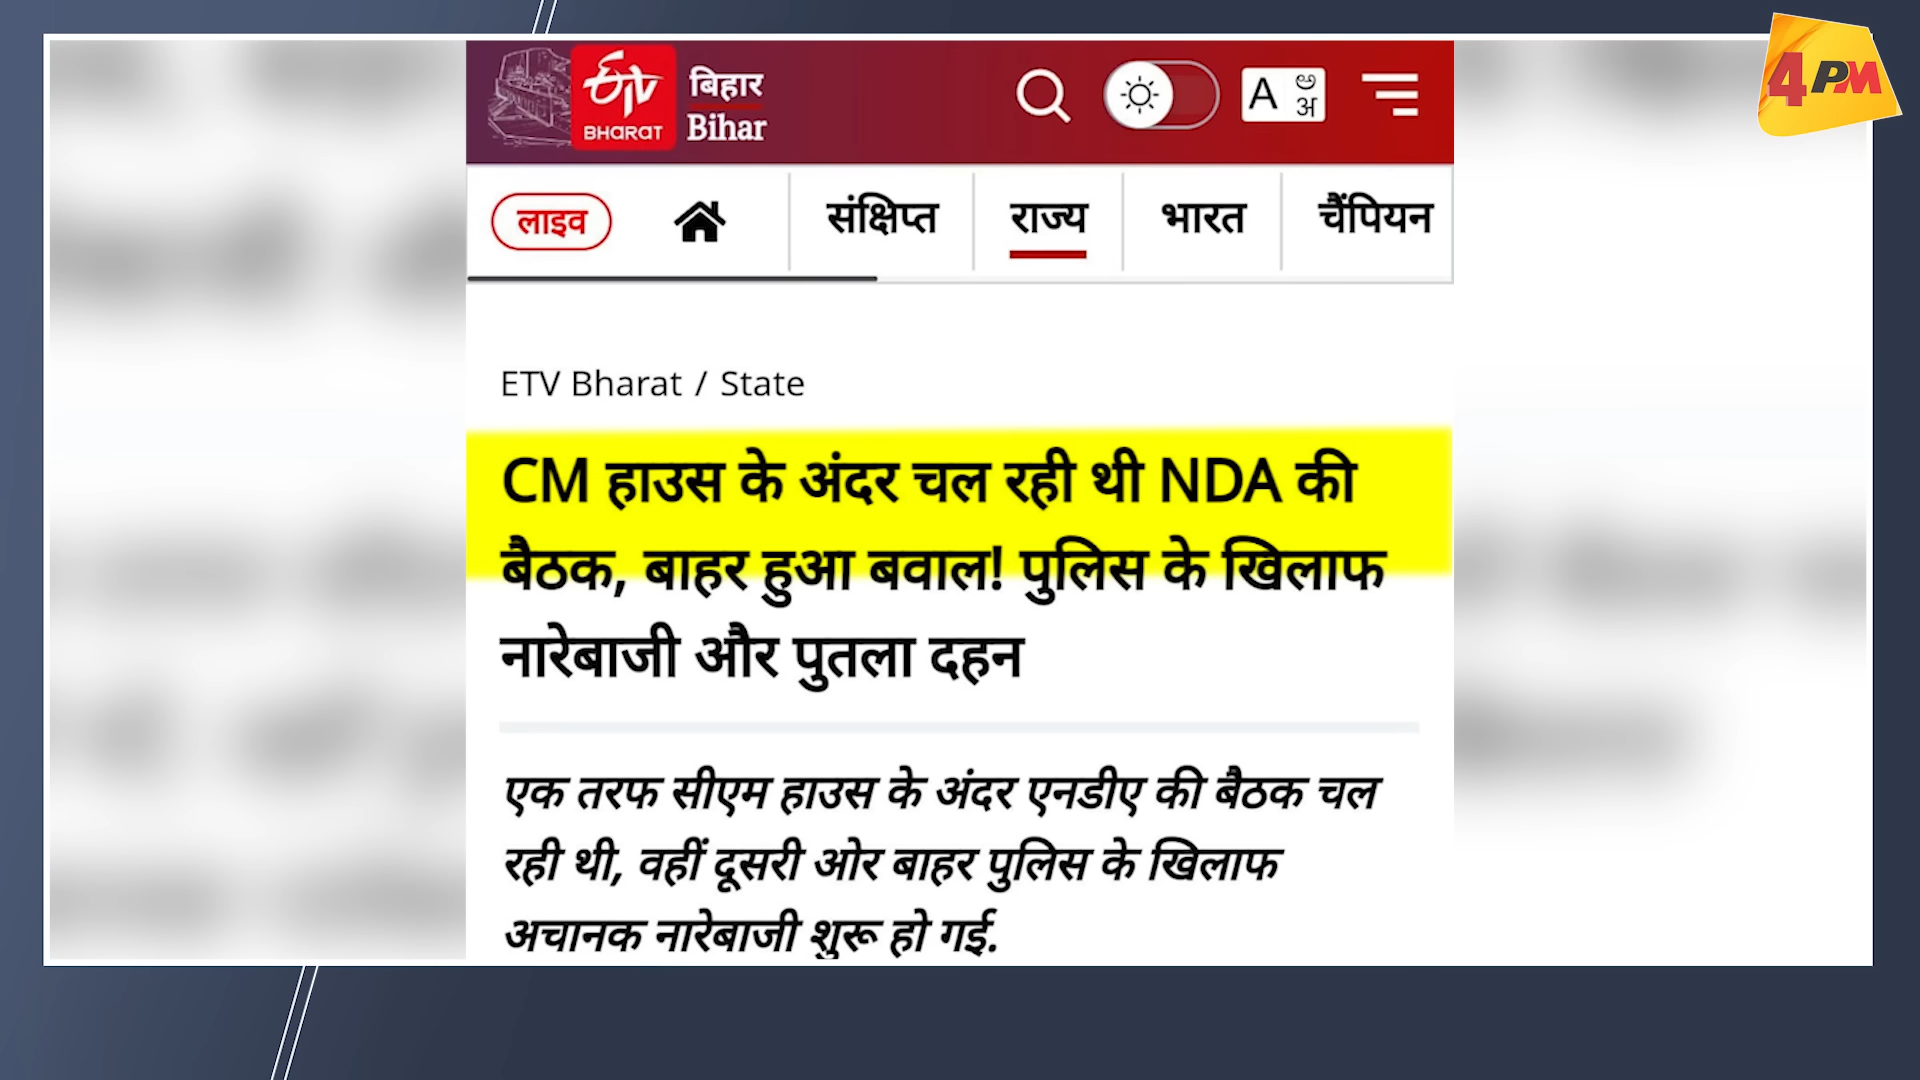 4PM
ETV BHARAT
बिहार
Bihar
A अ
लाइव
संक्षिप्त
राज्य
भारत
चैंपियन
ETV Bharat / State
CM हाउस के अंदर चल रही थी NDA की
बैठक, बाहर हुआ बवाल! पुलिस के खिलाफ
नारेबाजी और पुतला दहन
एक तरफ सीएम हाउस के अंदर एनडीए की बैठक चल
रही थी, वहीं दूसरी ओर बाहर पुलिस के खिलाफ
अचानक नारेबाजी शुरू हो गई.